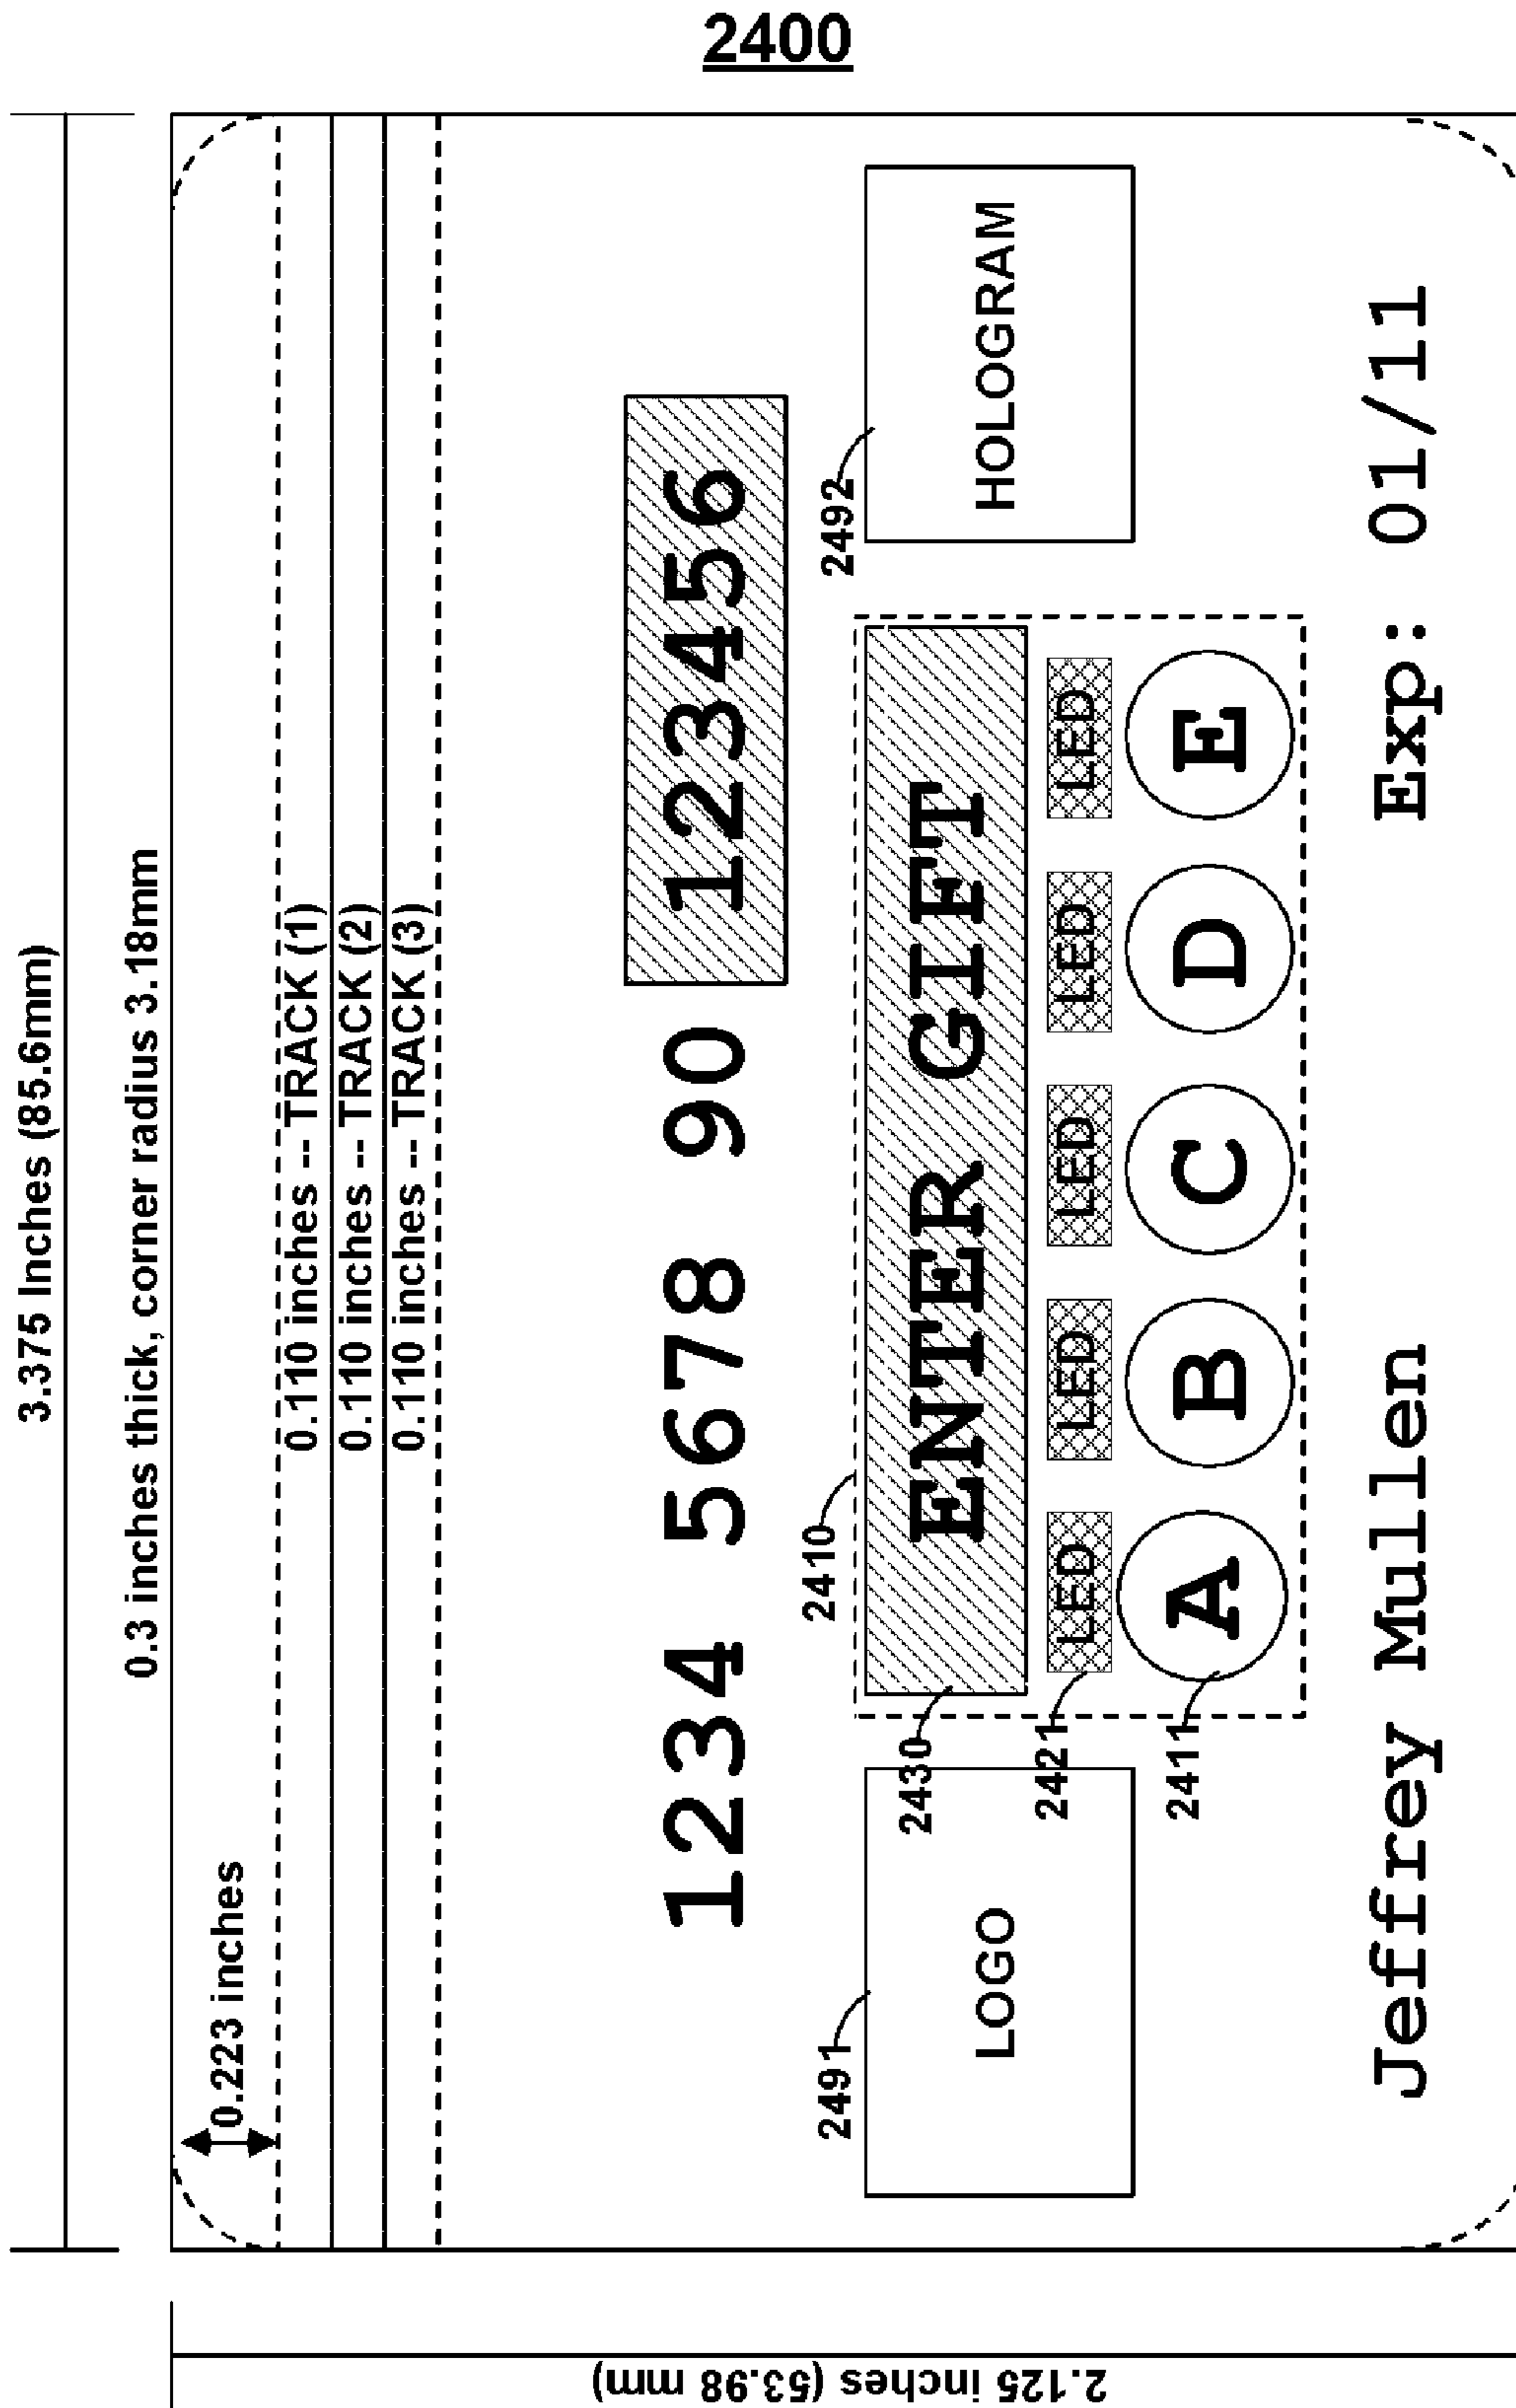 2400
3.375 Inches (85.6mm)
0.3 inches thick, corner radius 3.18mm
0.223 inches
0.110 inches -- TRACK (1)
0.110 inches -- TRACK (2)
0.110 inches -- TRACK (3)
2.125 inches (53.98 mm)
1234 5678 90 123456
2491
2410
2492
LOGO
ENTER GIFT
HOLOGRAM
2430
LED LED LED LED LED
2421
A B C D E
2411
Jeffrey Mullen Exp: 01/11